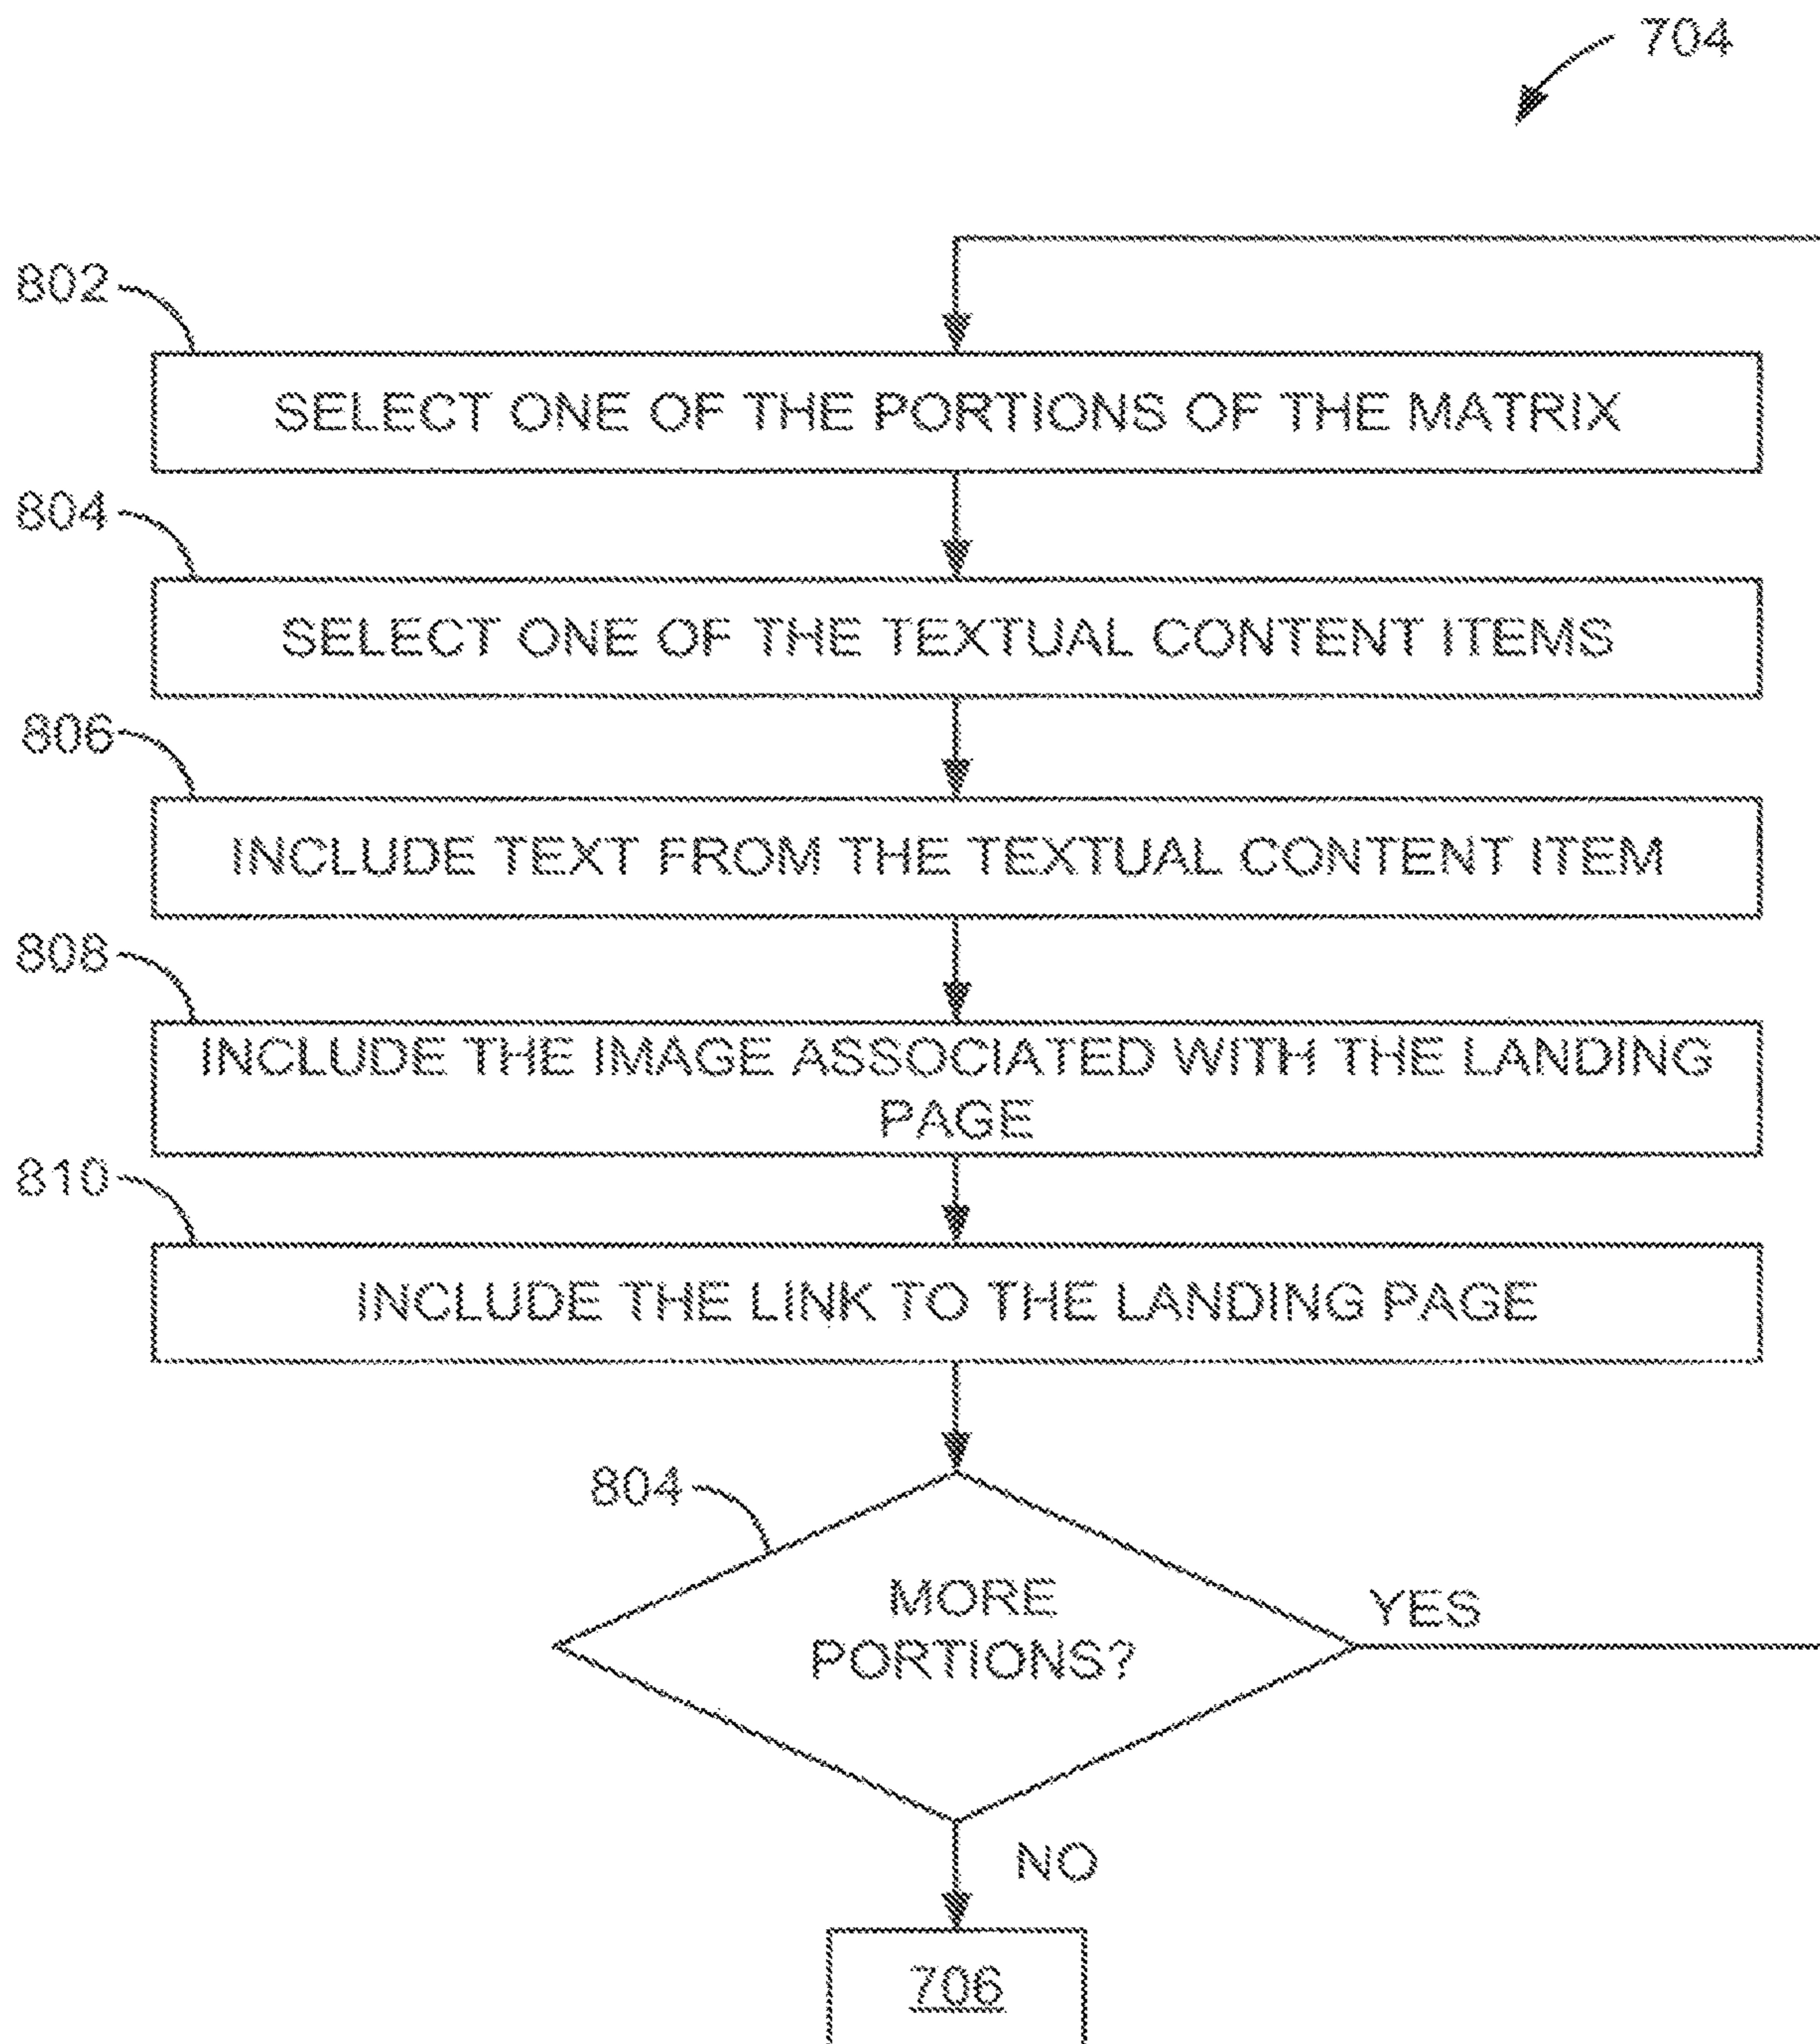 704
802
SELECT ONE OF THE PORTIONS OF THE MATRIX
804
SELECT ONE OF THE TEXTUAL CONTENT ITEMS
806
INCLUDE TEXT FROM THE TEXTUAL CONTENT ITEM
808
INCLUDE THE IMAGE ASSOCIATED WITH THE LANDING
PAGE
810
INCLUDE THE LINK TO THE LANDING PAGE
804
MORE
PORTIONS?
YES
NO
706